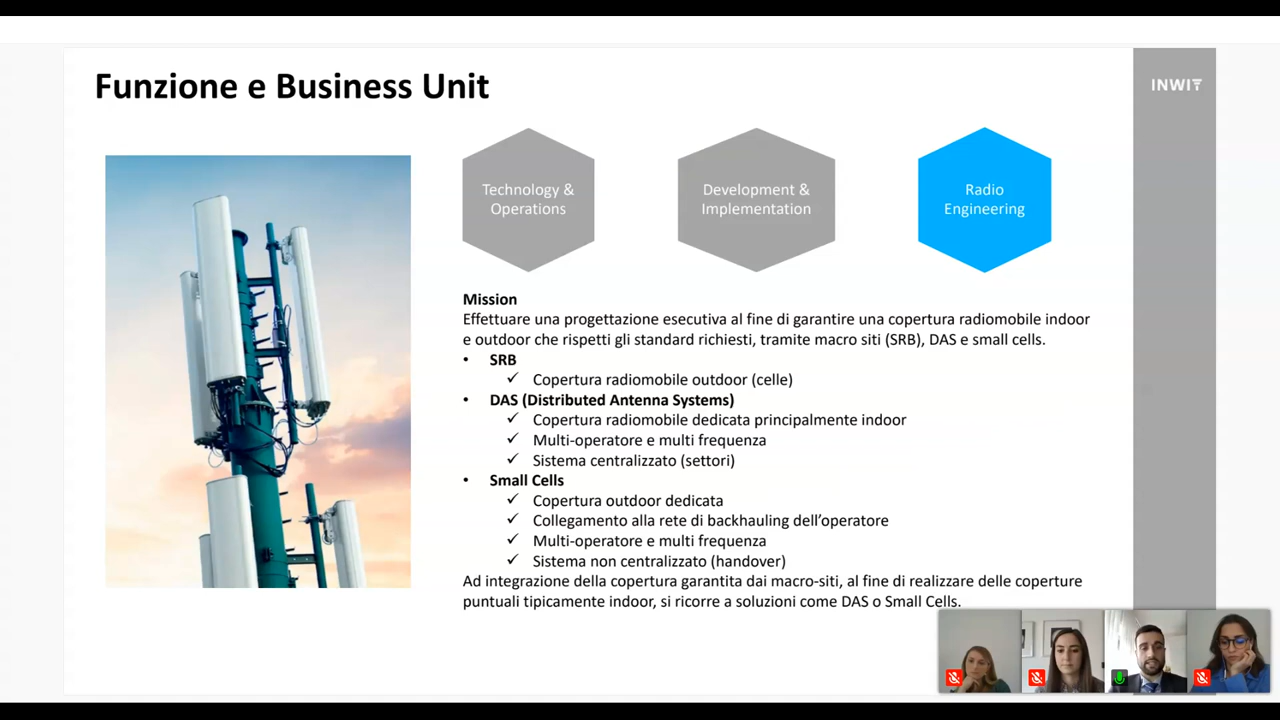 Funzione e Business Unit
INWIT
Technology &
Operations
Development &
Implementation
Radio
Engineering
Mission
Effettuare una progettazione esecutiva al fine di garantire una copertura radiomobile indoor
e outdoor che rispetti gli standard richiesti, tramite macro siti (SRB), DAS e small cells.
• SRB
✓ Copertura radiomobile outdoor (celle)
• DAS (Distributed Antenna Systems)
✓ Copertura radiomobile dedicata principalmente indoor
✓ Multi-operatore e multi frequenza
✓ Sistema centralizzato (settori)
• Small Cells
✓ Copertura outdoor dedicata
✓ Collegamento alla rete di backhauling dell’operatore
✓ Multi-operatore e multi frequenza
✓ Sistema non centralizzato (handover)
Ad integrazione della copertura garantita dai macro-siti, al fine di realizzare delle coperture
puntuali tipicamente indoor, si ricorre a soluzioni come DAS o Small Cells.